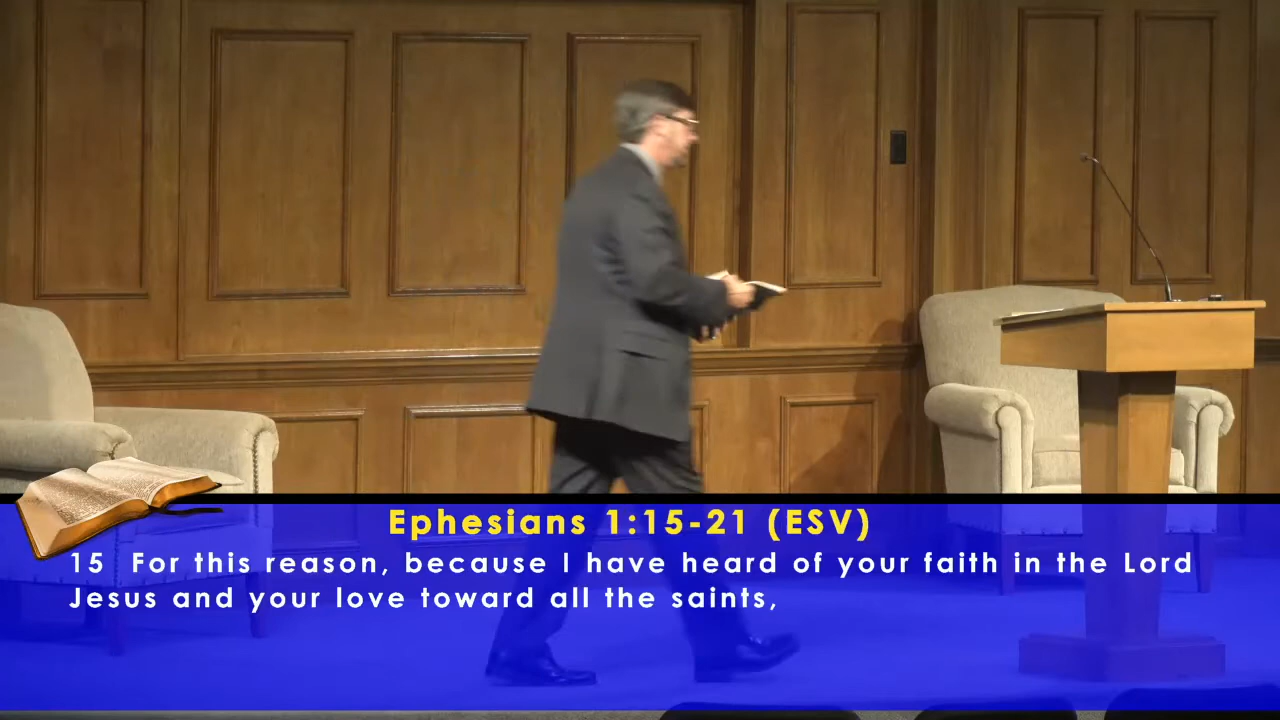 Ephesians 1:15-21 (ESV)
15 For this reason, because I have heard of your faith in the Lord
Jesus and your love toward all the saints,